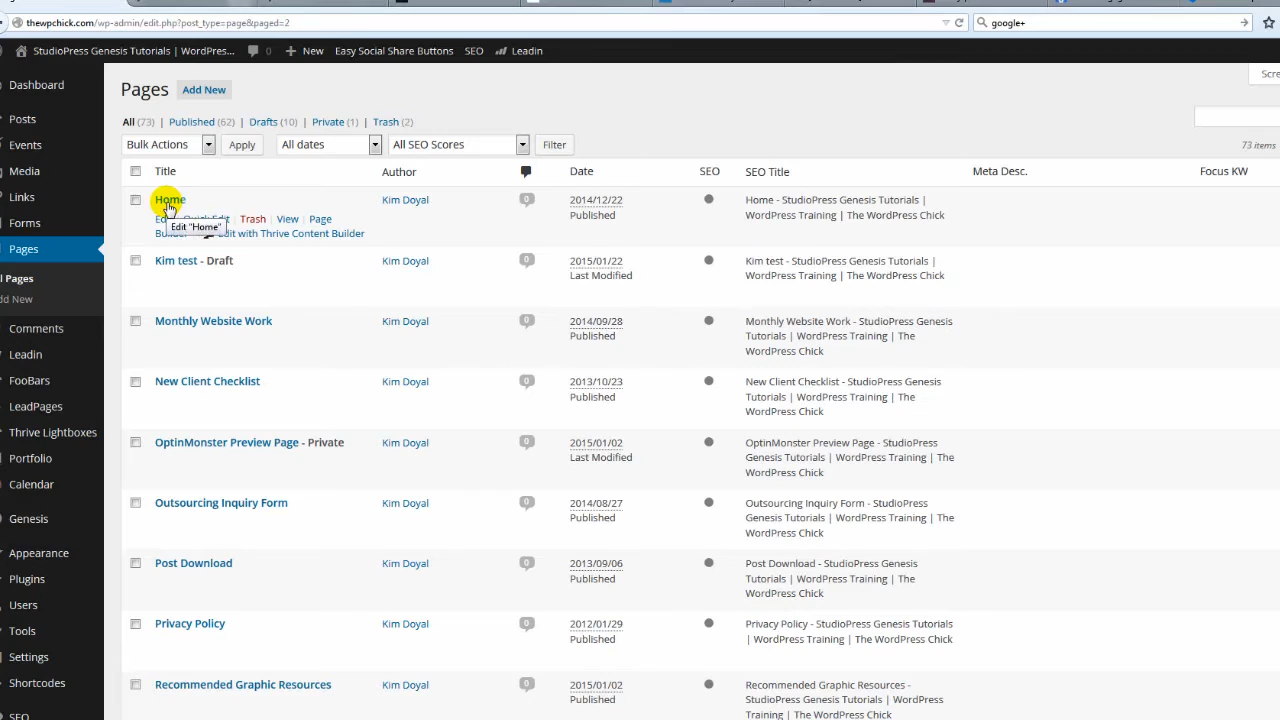 thewpchick.com/wp-admin/edit.php?post_type=page&paged=2
google+
StudioPress Genesis Tutorials | WordPres... 0 New Easy Social Share Buttons SEO Leadin
Dashboard
Posts
Events
Media
Links
Forms
Pages
l Pages
dd New
Comments
Leadin
FooBars
LeadPages
Thrive Lightboxes
Portfolio
Calendar
Genesis
Appearance
Plugins
Users
Tools
Settings
Shortcodes
SEO
Scre
Pages Add New
All (73) | Published (62) | Drafts (10) | Private (1) | Trash (2)
Bulk Actions Apply All dates All SEO Scores Filter
73 items
Title Author Date SEO SEO Title Meta Desc. Focus KW
Home Kim Doyal 0 2014/12/22 Home - StudioPress Genesis Tutorials |
Published WordPress Training | The WordPress Chick
Quick Edit | Trash | View | Page
Edit "Home"
Edit with Thrive Content Builder
Kim test - Draft Kim Doyal 0 2015/01/22 Kim test - StudioPress Genesis Tutorials |
Last Modified WordPress Training | The WordPress Chick
Monthly Website Work Kim Doyal 0 2014/09/28 Monthly Website Work - StudioPress Genesis
Published Tutorials | WordPress Training | The
WordPress Chick
New Client Checklist Kim Doyal 0 2013/10/23 New Client Checklist - StudioPress Genesis
Published Tutorials | WordPress Training | The
WordPress Chick
OptinMonster Preview Page - Private Kim Doyal 0 2015/01/02 OptinMonster Preview Page - StudioPress
Last Modified Genesis Tutorials | WordPress Training | The
WordPress Chick
Outsourcing Inquiry Form Kim Doyal 0 2014/08/27 Outsourcing Inquiry Form - StudioPress
Published Genesis Tutorials | WordPress Training | The
WordPress Chick
Post Download Kim Doyal 0 2013/09/06 Post Download - StudioPress Genesis
Published Tutorials | WordPress Training | The
WordPress Chick
Privacy Policy Kim Doyal 0 2012/01/29 Privacy Policy - StudioPress Genesis Tutorials
Published | WordPress Training | The WordPress Chick
Recommended Graphic Resources Kim Doyal 0 2015/01/02 Recommended Graphic Resources -
Published StudioPress Genesis Tutorials | WordPress
Training | The WordPress Chick